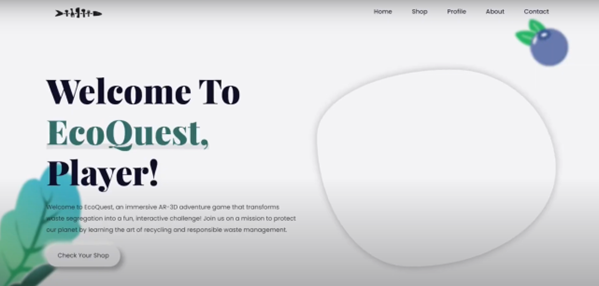 Home Shop Profile About Contact
Welcome To
EcoQuest,
Player!
Welcome to EcoQuest, an immersive AR-3D adventure game that transforms
waste segregation into a fun, interactive challenge! Join us on a mission to protect
our planet by learning the art of recycling and responsible waste management.
Check Your Shop